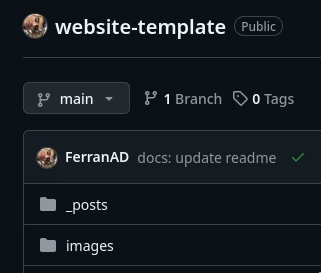 website-template Public
main 1 Branch 0 Tags
FerranAD docs: update readme
_posts
images